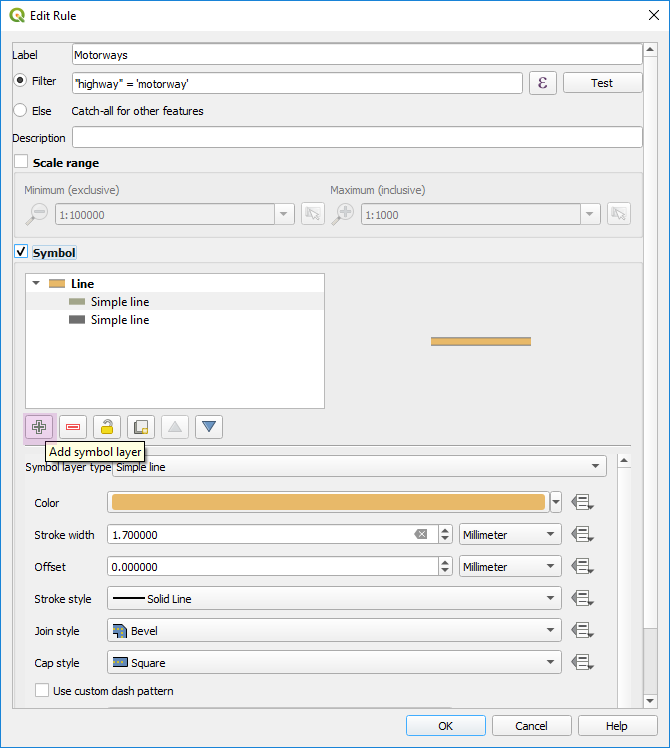 Edit Rule
Label Motorways
Filter "highway" = 'motorway' ε Test
Else Catch-all for other features
Description
Scale range
Minimum (exclusive) Maximum (inclusive)
1:100000 1:1000
Symbol
Line
Simple line
Simple line
Add symbol layer
Symbol layer type Simple line
Color
Stroke width 1.700000 Millimeter
Offset 0.000000 Millimeter
Stroke style Solid Line
Join style Bevel
Cap style Square
Use custom dash pattern
OK Cancel Help